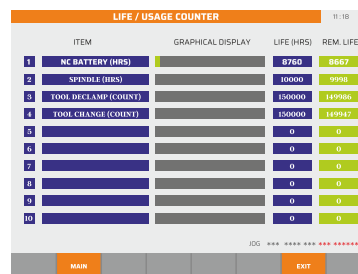 LIFE / USAGE COUNTER 11:18
ITEM GRAPHICAL DISPLAY LIFE (HRS) REM. LIFE
1 NC BATTERY (HRS) 8760 8667
2 SPINDLE (HRS) 10000 9998
3 TOOL DECLAMP (COUNT) 150000 149986
4 TOOL CHANGE (COUNT) 150000 149947
5 0 0
6 0 0
7 0 0
8 0 0
9 0 0
10 0 0
JOG *** **** *** *** ******
MAIN EXIT